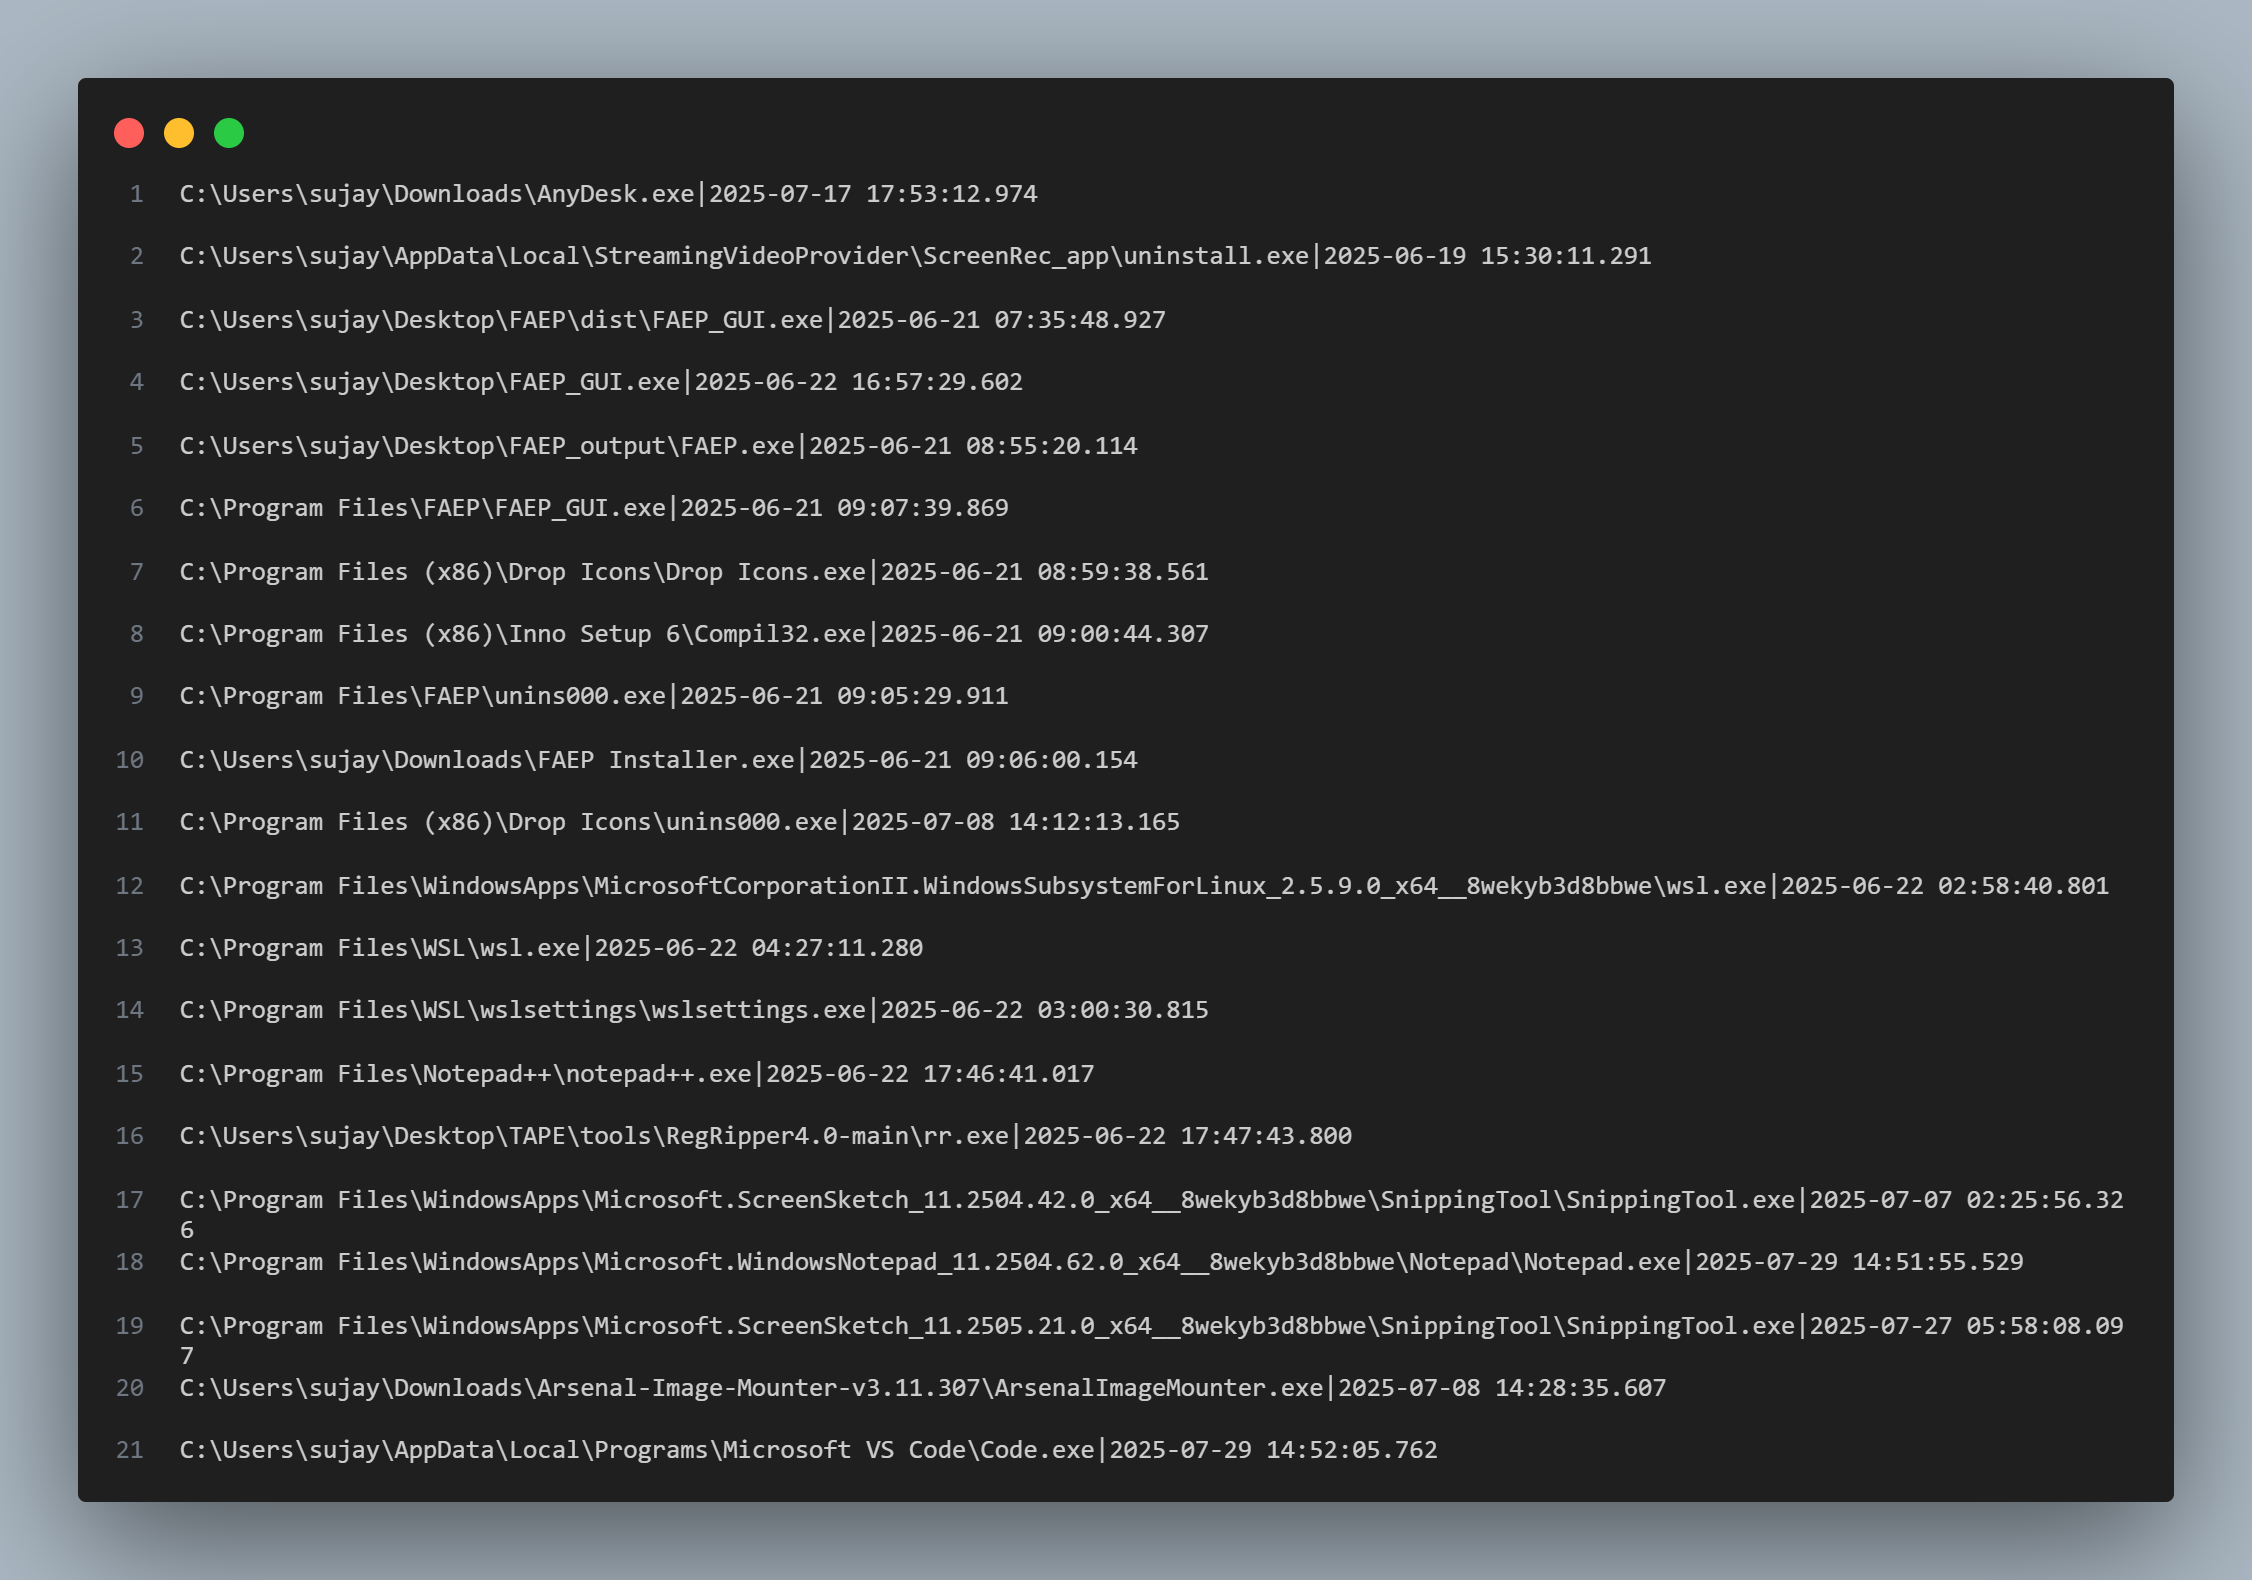 1 C:\Users\sujay\Downloads\AnyDesk.exe|2025-07-17 17:53:12.974
2 C:\Users\sujay\AppData\Local\StreamingVideoProvider\ScreenRec_app\uninstall.exe|2025-06-19 15:30:11.291
3 C:\Users\sujay\Desktop\FAEP\dist\FAEP_GUI.exe|2025-06-21 07:35:48.927
4 C:\Users\sujay\Desktop\FAEP_GUI.exe|2025-06-22 16:57:29.602
5 C:\Users\sujay\Desktop\FAEP_output\FAEP.exe|2025-06-21 08:55:20.114
6 C:\Program Files\FAEP\FAEP_GUI.exe|2025-06-21 09:07:39.869
7 C:\Program Files (x86)\Drop Icons\Drop Icons.exe|2025-06-21 08:59:38.561
8 C:\Program Files (x86)\Inno Setup 6\Compil32.exe|2025-06-21 09:00:44.307
9 C:\Program Files\FAEP\unins000.exe|2025-06-21 09:05:29.911
10 C:\Users\sujay\Downloads\FAEP Installer.exe|2025-06-21 09:06:00.154
11 C:\Program Files (x86)\Drop Icons\unins000.exe|2025-07-08 14:12:13.165
12 C:\Program Files\WindowsApps\MicrosoftCorporationII.WindowsSubsystemForLinux_2.5.9.0_x64__8wekyb3d8bbwe\wsl.exe|2025-06-22 02:58:40.801
13 C:\Program Files\WSL\wsl.exe|2025-06-22 04:27:11.280
14 C:\Program Files\WSL\wslsettings\wslsettings.exe|2025-06-22 03:00:30.815
15 C:\Program Files\Notepad++\notepad++.exe|2025-06-22 17:46:41.017
16 C:\Users\sujay\Desktop\TAPE\tools\RegRipper4.0-main\rr.exe|2025-06-22 17:47:43.800
17 C:\Program Files\WindowsApps\Microsoft.ScreenSketch_11.2504.42.0_x64__8wekyb3d8bbwe\SnippingTool\SnippingTool.exe|2025-07-07 02:25:56.32
6
18 C:\Program Files\WindowsApps\Microsoft.WindowsNotepad_11.2504.62.0_x64__8wekyb3d8bbwe\Notepad\Notepad.exe|2025-07-29 14:51:55.529
19 C:\Program Files\WindowsApps\Microsoft.ScreenSketch_11.2505.21.0_x64__8wekyb3d8bbwe\SnippingTool\SnippingTool.exe|2025-07-27 05:58:08.09
7
20 C:\Users\sujay\Downloads\Arsenal-Image-Mounter-v3.11.307\ArsenalImageMounter.exe|2025-07-08 14:28:35.607
21 C:\Users\sujay\AppData\Local\Programs\Microsoft VS Code\Code.exe|2025-07-29 14:52:05.762